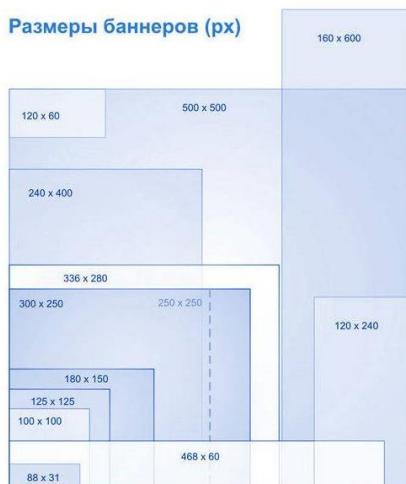 Размеры баннеров (px)
160 x 600
120 x 60
500 x 500
240 x 400
336 x 280
300 x 250
250 x 250
120 x 240
180 x 150
125 x 125
100 x 100
468 x 60
88 x 31